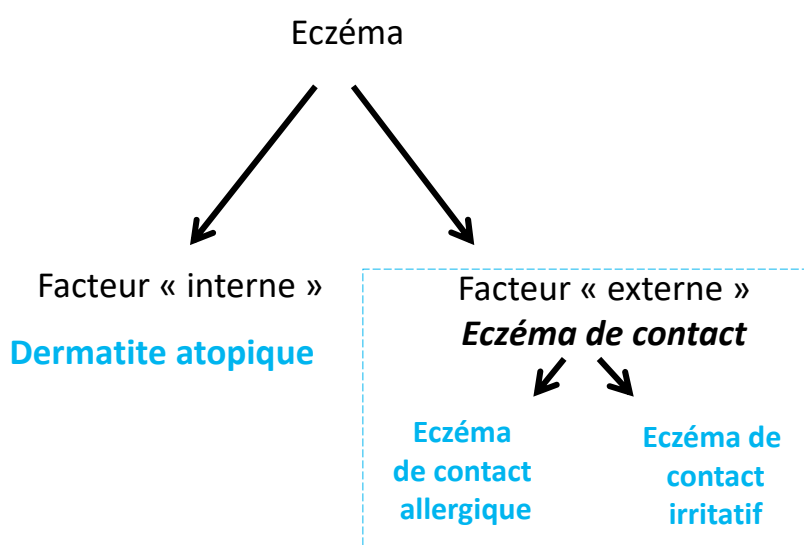 Eczéma
Facteur « interne »
Dermatite atopique
Facteur « externe »
Eczéma de contact
Eczéma
de contact
allergique
Eczéma de
contact
irritatif